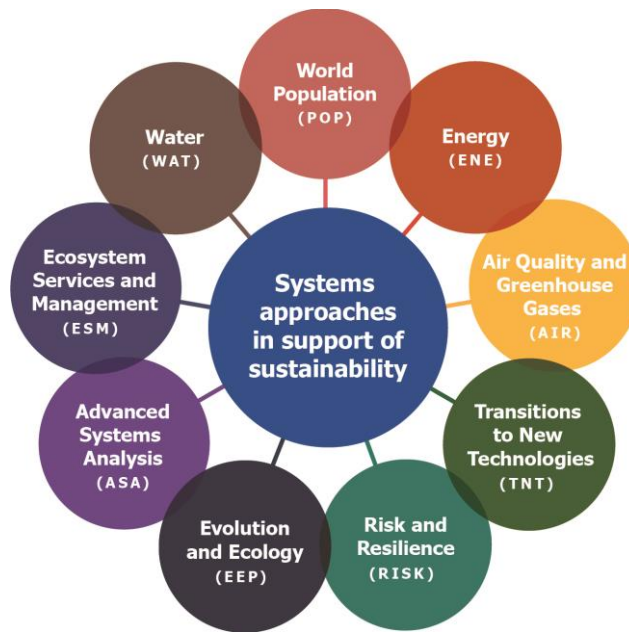 World
Population
(POP)
Energy
(ENE)
Air Quality and
Greenhouse
Gases
(AIR)
Transitions
to New
Technologies
(TNT)
Risk and
Resilience
(RISK)
Evolution
and Ecology
(EEP)
Advanced
Systems
Analysis
(ASA)
Ecosystem
Services and
Management
(ESM)
Water
(WAT)
Systems
approaches
in support of
sustainability